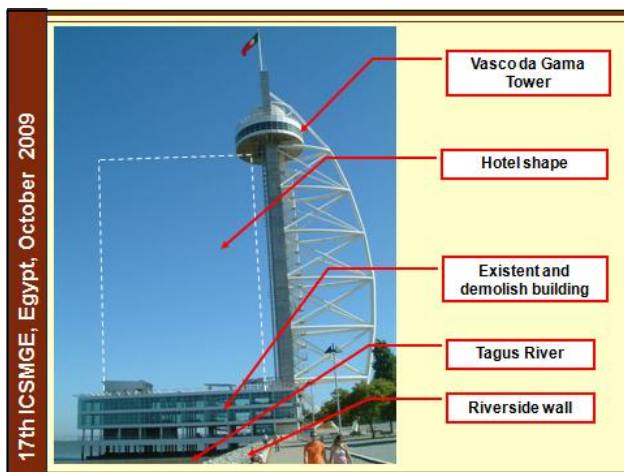 17th ICSMGE, Egypt, October 2009
Vasco da Gama
Tower
Hotel shape
Existent and
demolish building
Tagus River
Riverside wall